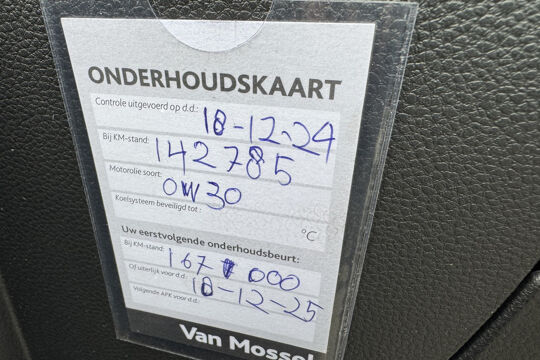 ONDERHOUDSKAART
Controle uitgevoerd op d.d.: 18-12-24
Bij KM-stand: 142785
Motorolie soort: 0W30
Koelsysteem beveiligd tot: °C
Uw eerstvolgende onderhoudsbeurt:
Bij KM-stand: 167 000
Of uiterlijk voor d.d.: 18-12-25
Volgende APK voor d.d.:
Van Mossel